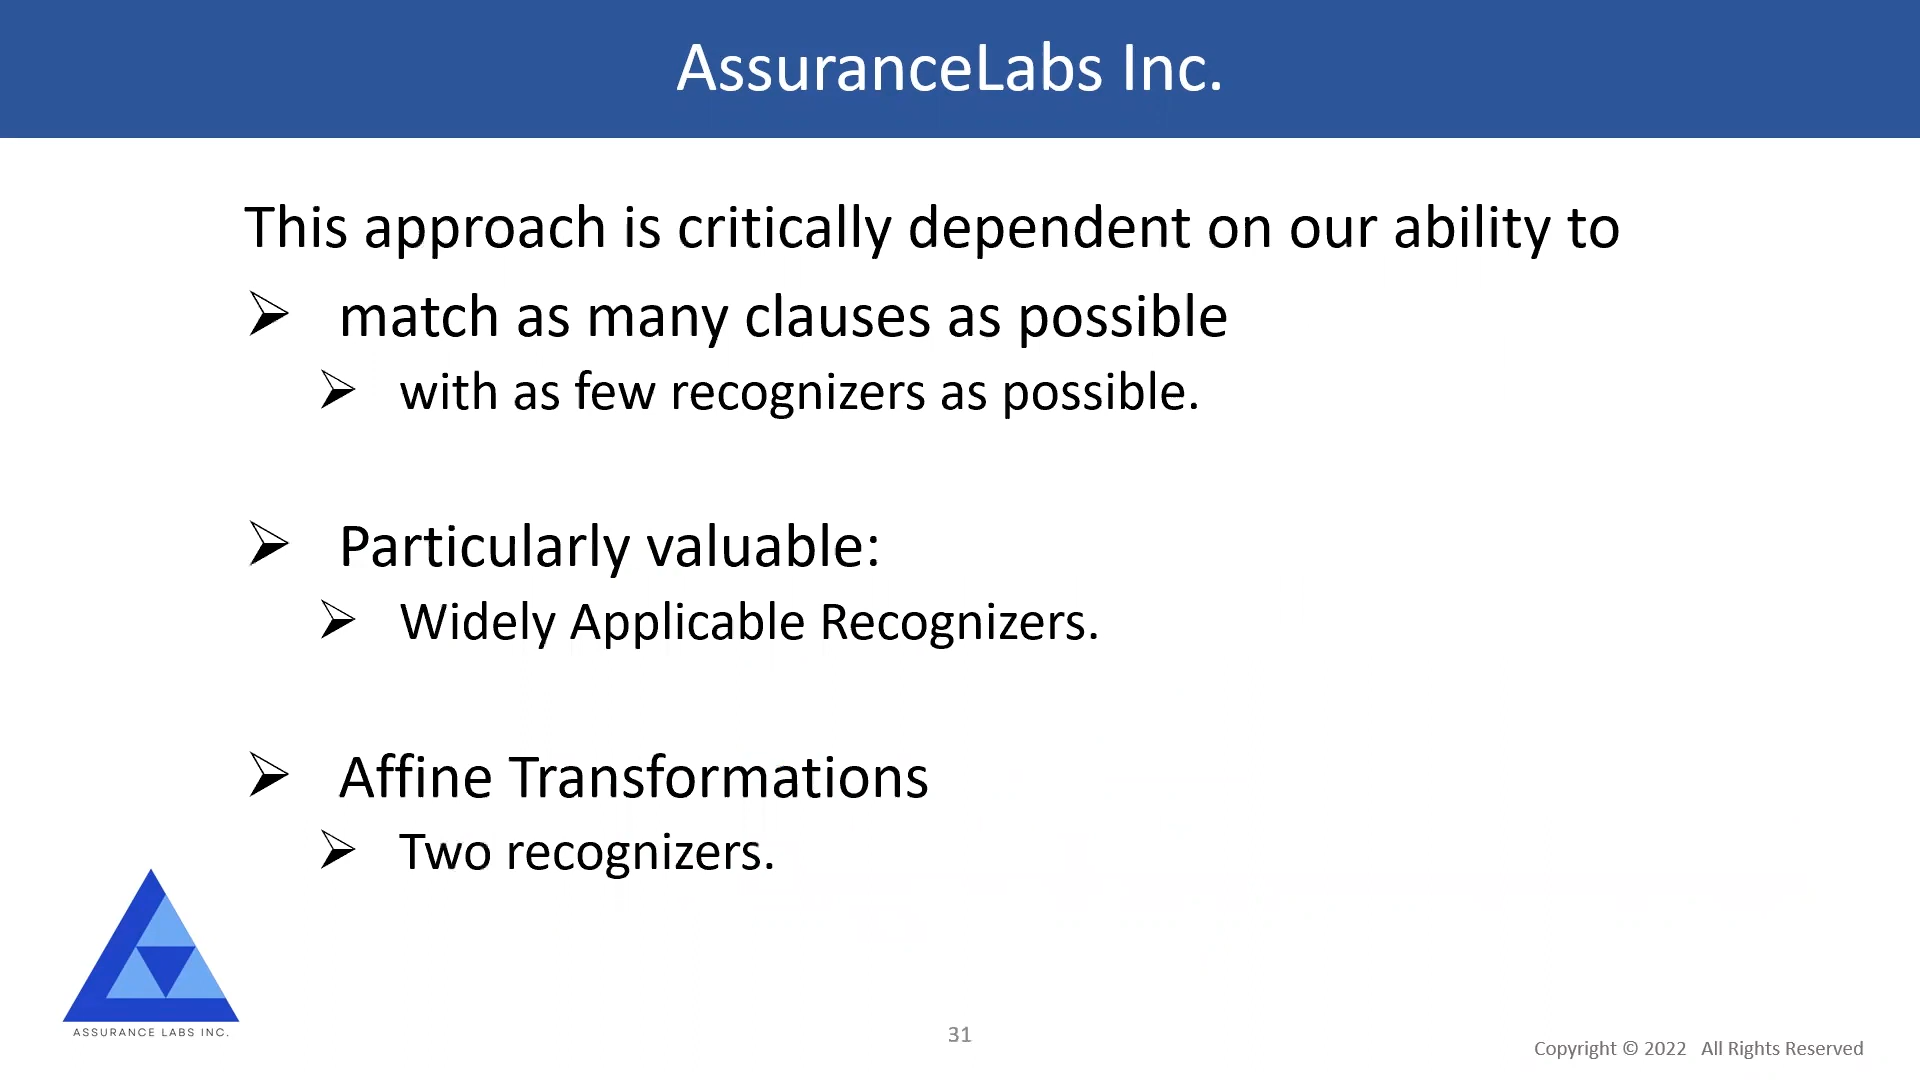 AssuranceLabs Inc.
This approach is critically dependent on our ability to
➢ match as many clauses as possible
➢ with as few recognizers as possible.
➢ Particularly valuable:
➢ Widely Applicable Recognizers.
➢ Affine Transformations
➢ Two recognizers.
ASSURANCE LABS INC.
31
Copyright © 2022 All Rights Reserved